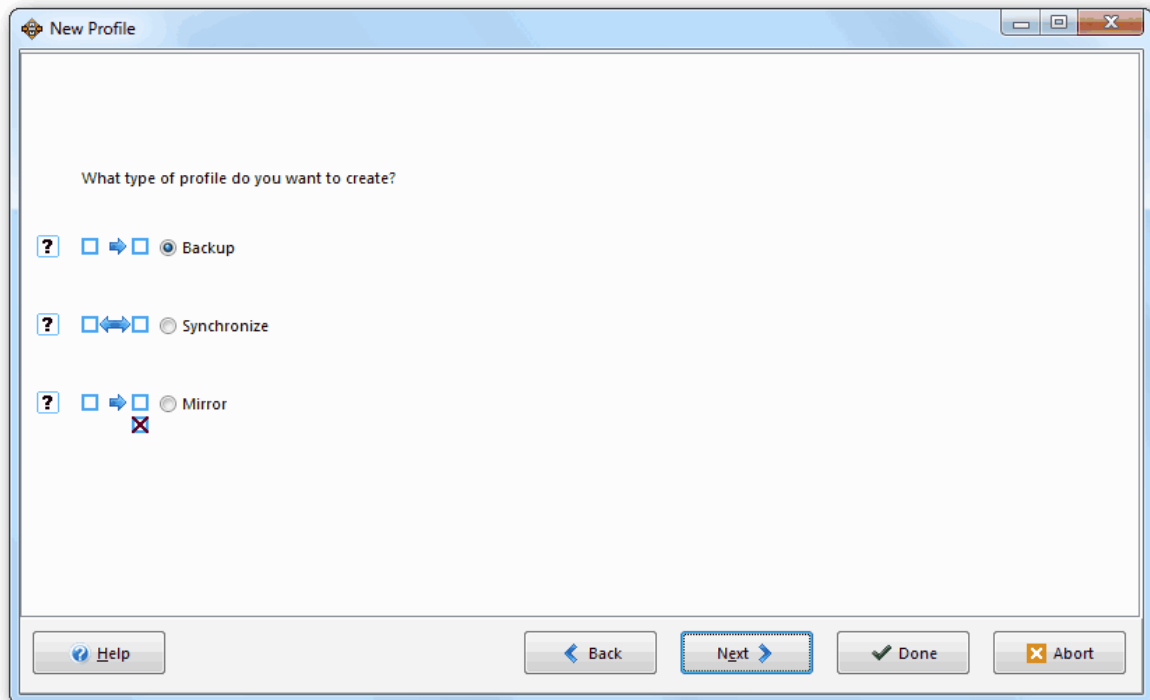 New Profile
What type of profile do you want to create?
? Backup
? Synchronize
? Mirror
Help
Back
Next
Done
Abort